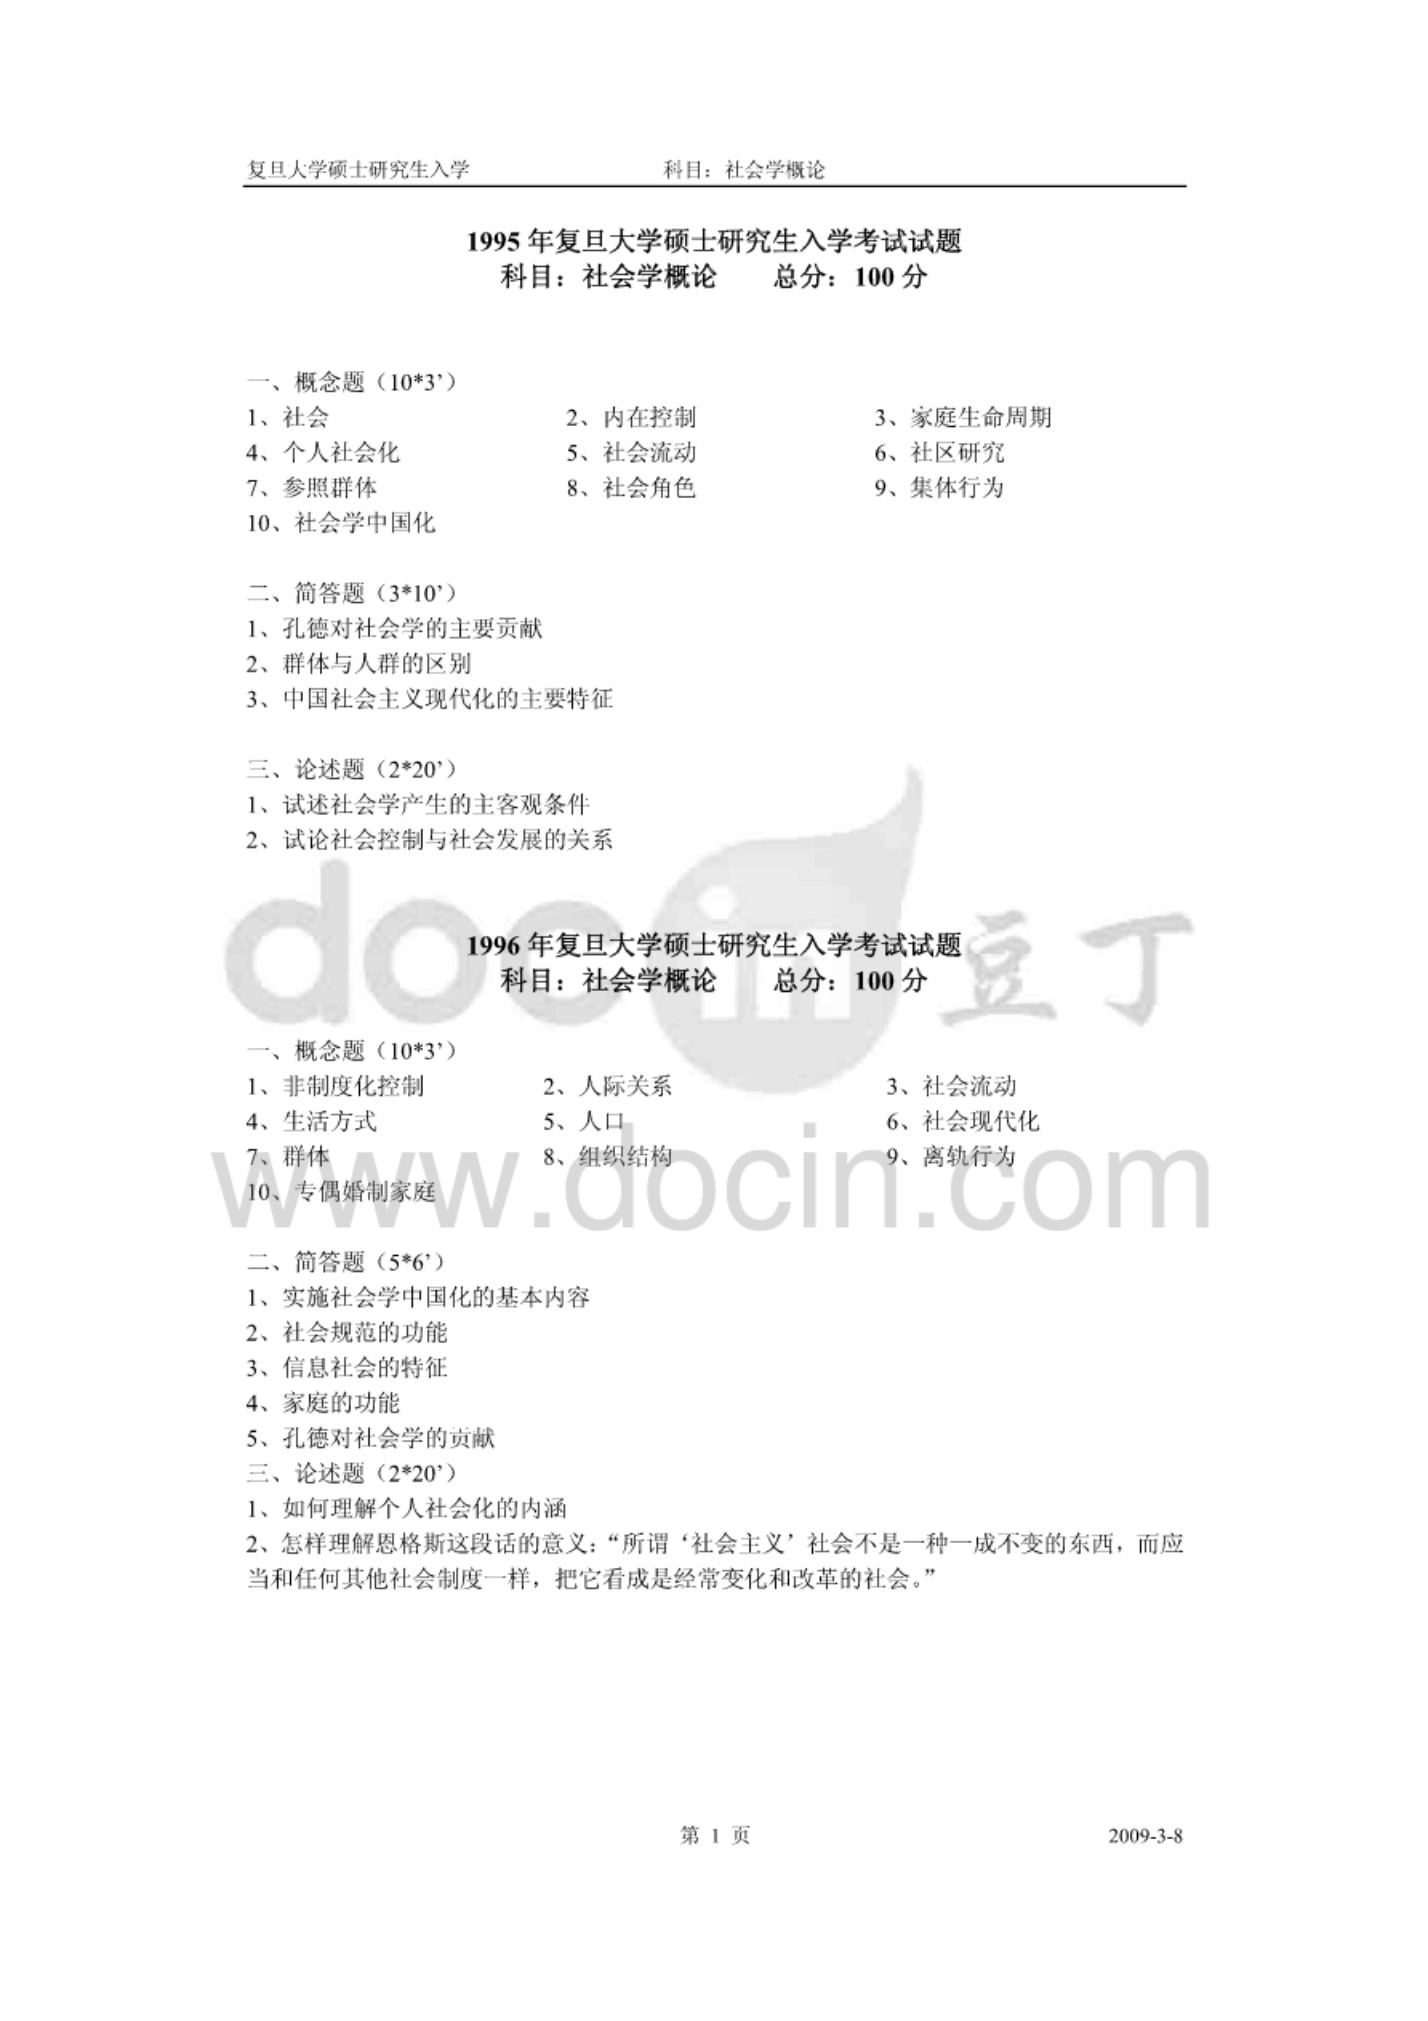 复旦大学硕士研究生入学 科目：社会学概论
1995 年复旦大学硕士研究生入学考试试题
科目：社会学概论 总分：100 分
一、概念题（10*3’）
1、社会 2、内在控制 3、家庭生命周期
4、个人社会化 5、社会流动 6、社区研究
7、参照群体 8、社会角色 9、集体行为
10、社会学中国化
二、简答题（3*10’）
1、孔德对社会学的主要贡献
2、群体与人群的区别
3、中国社会主义现代化的主要特征
三、论述题（2*20’）
1、试述社会学产生的主客观条件
2、试论社会控制与社会发展的关系
docin 豆丁
1996 年复旦大学硕士研究生入学考试试题
科目：社会学概论 总分：100 分
一、概念题（10*3’）
1、非制度化控制 2、人际关系 3、社会流动
4、生活方式 5、人口 6、社会现代化
7、群体 8、组织结构 9、离轨行为
www.docin.com
10、专偶婚制家庭
二、简答题（5*6’）
1、实施社会学中国化的基本内容
2、社会规范的功能
3、信息社会的特征
4、家庭的功能
5、孔德对社会学的贡献
三、论述题（2*20’）
1、如何理解个人社会化的内涵
2、怎样理解恩格斯这段话的意义：“所谓‘社会主义’社会不是一种一成不变的东西，而应
当和任何其他社会制度一样，把它看成是经常变化和改革的社会。”
第 1 页 2009-3-8